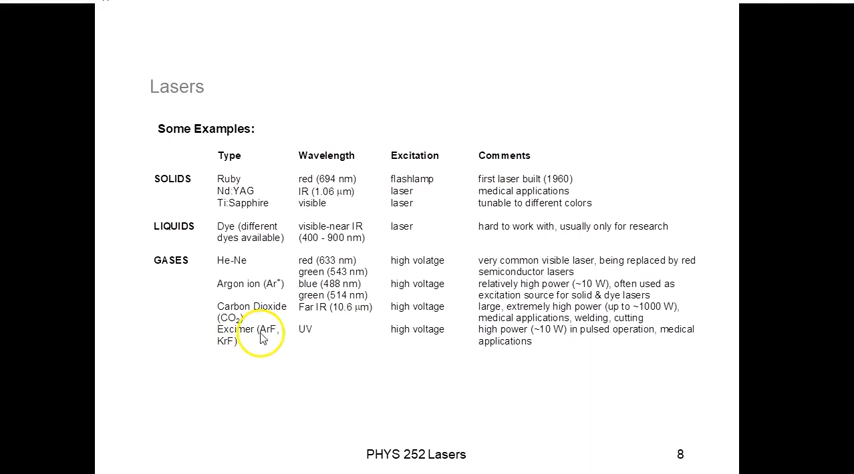 Lasers
Some Examples:
Type Wavelength Excitation Comments
SOLIDS Ruby red (694 nm) flashlamp first laser built (1960)
Nd:YAG IR (1.06 μm) laser medical applications
Ti:Sapphire visible laser tunable to different colors
LIQUIDS Dye (different visible-near IR laser hard to work with, usually only for research
dyes available) (400 - 900 nm)
GASES He-Ne red (633 nm) high volatge very common visible laser, being replaced by red
green (543 nm) semiconductor lasers
Argon ion (Ar⁺) blue (488 nm) high voltage relatively high power (~10 W), often used as
green (514 nm) excitation source for solid & dye lasers
Carbon Dioxide Far IR (10.6 μm) high voltage large, extremely high power (up to ~1000 W),
(CO₂) medical applications, welding, cutting
Excimer (ArF, UV high voltage high power (~10 W) in pulsed operation, medical
KrF) applications
PHYS 252 Lasers 8